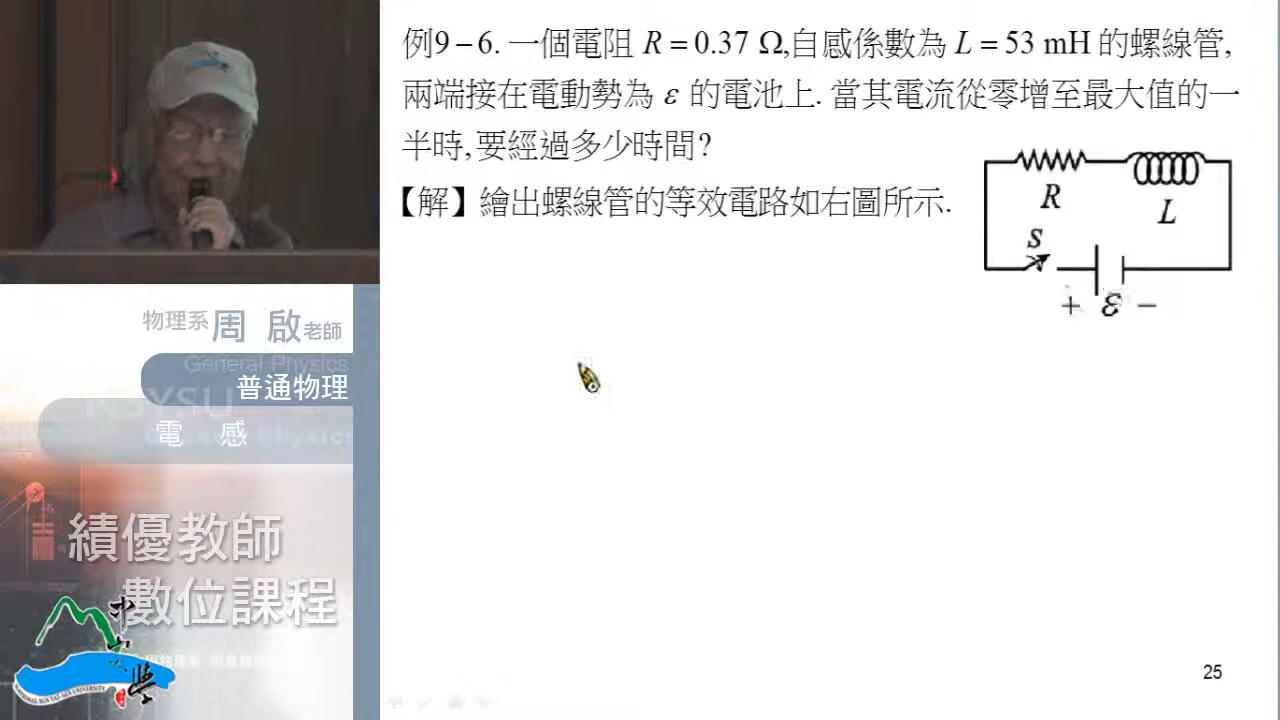 例9－6. 一個電阻 R = 0.37 Ω,自感係數為 L = 53 mH 的螺線管,
兩端接在電動勢為 ε 的電池上. 當其電流從零增至最大值的一
半時,要經過多少時間?
【解】繪出螺線管的等效電路如右圖所示.
R
L
S
+ ε −
物理系周 啟老師
General Physics
普通物理
電 感
績優教師
數位課程
25